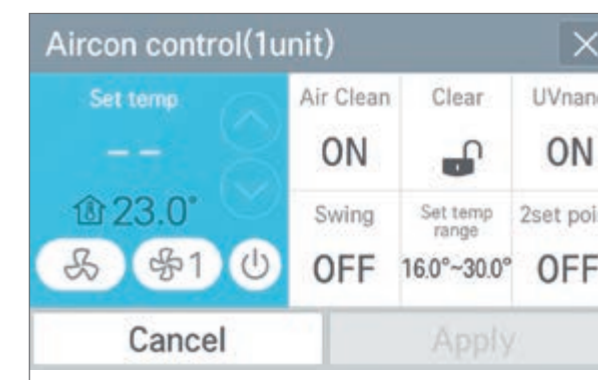 Aircon control(1unit)
Set temp
– –
23.0°
1
Air Clean
ON
Clear
UVnan
ON
Swing
OFF
Set temp
range
16.0°~30.0°
2set poi
OFF
Cancel
Apply